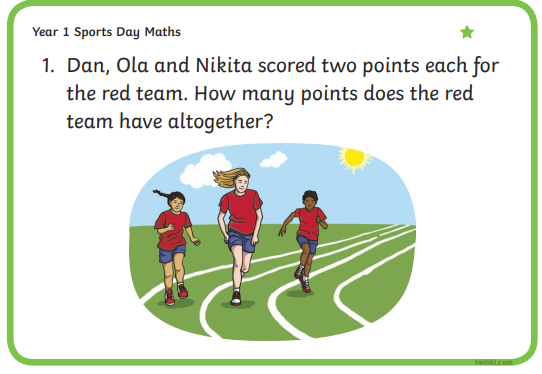 Year 1 Sports Day Maths
1. Dan, Ola and Nikita scored two points each for
the red team. How many points does the red
team have altogether?
twinkl.com